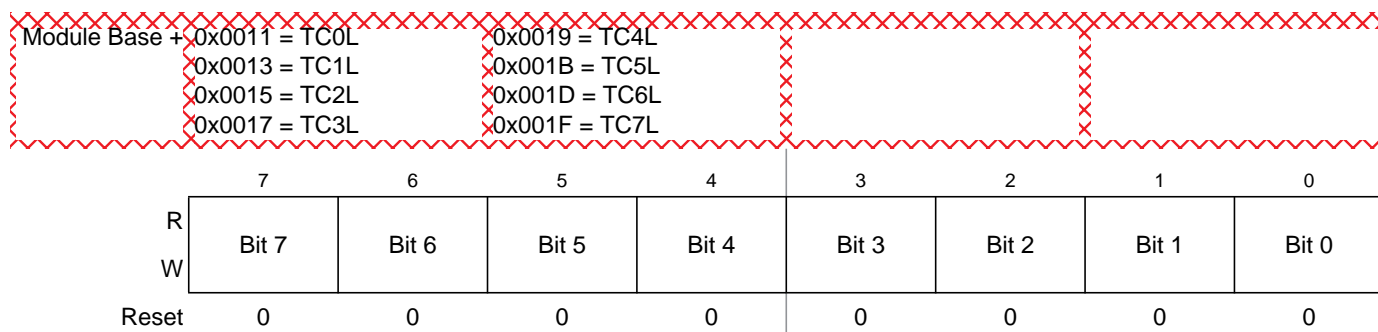 Module Base + 0x0011 = TC0L 0x0019 = TC4L
0x0013 = TC1L 0x001B = TC5L
0x0015 = TC2L 0x001D = TC6L
0x0017 = TC3L 0x001F = TC7L
7 6 5 4 3 2 1 0
R
Bit 7 Bit 6 Bit 5 Bit 4 Bit 3 Bit 2 Bit 1 Bit 0
W
Reset 0 0 0 0 0 0 0 0